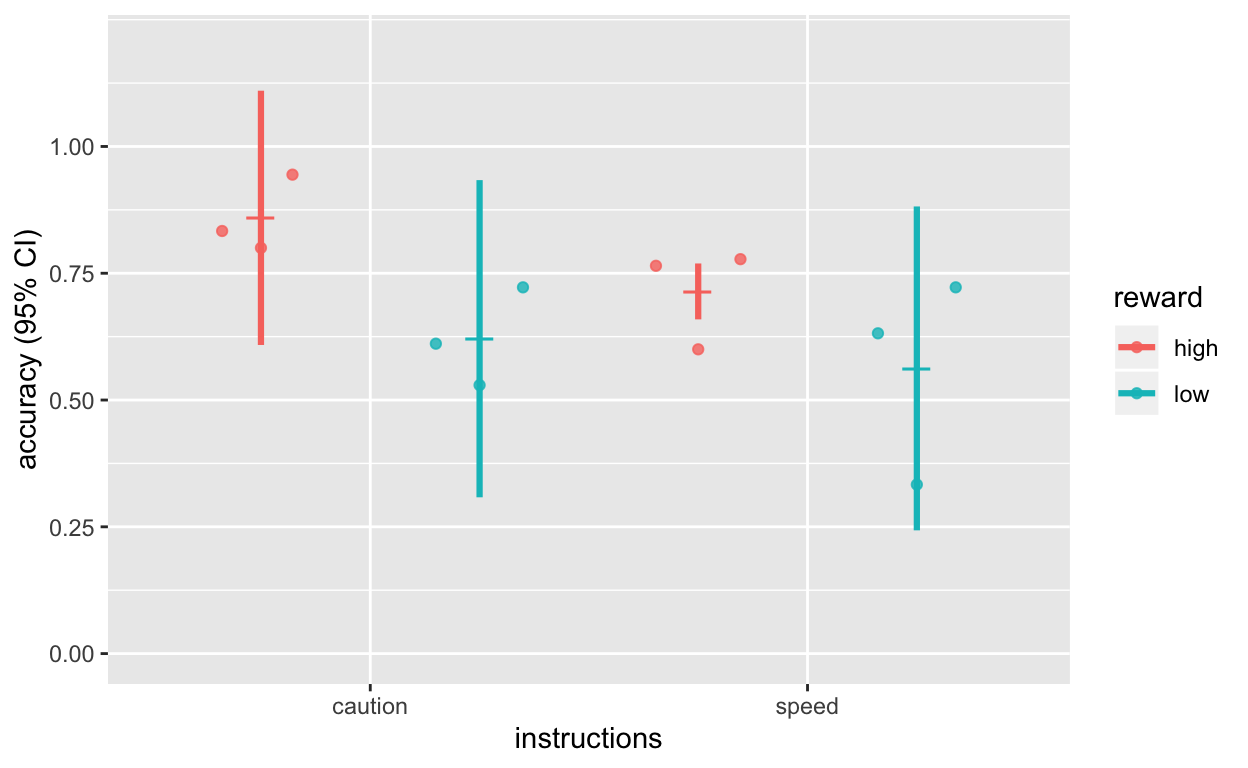 accuracy (95% CI)
1.00
0.75
0.50
0.25
0.00
caution
speed
instructions
reward
high
low